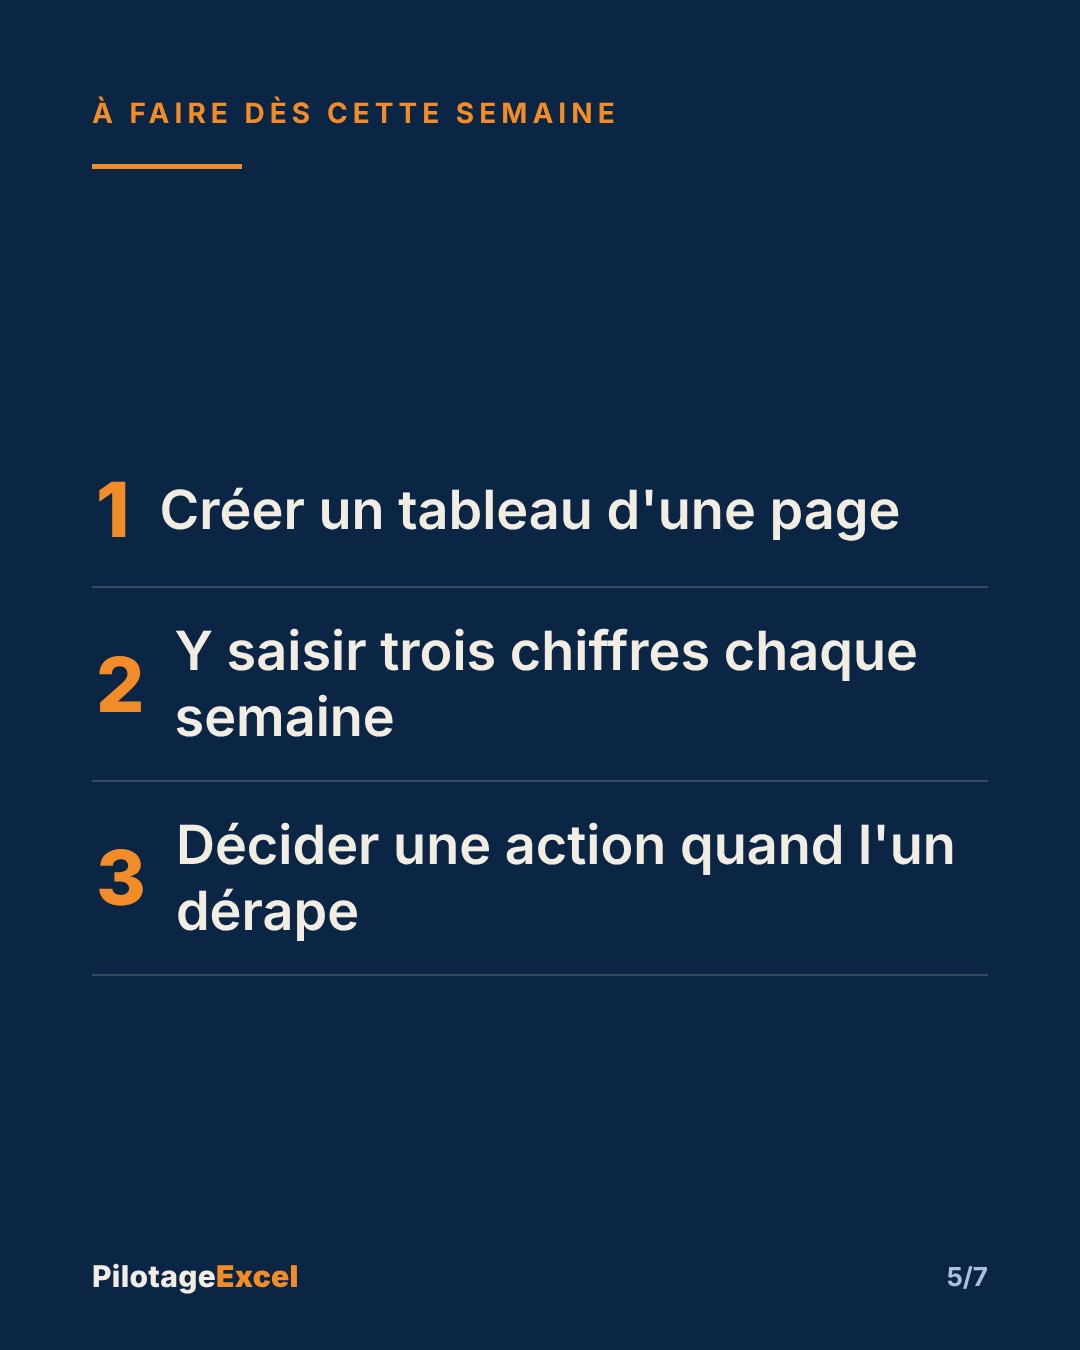 À FAIRE DÈS CETTE SEMAINE
1 Créer un tableau d'une page
2 Y saisir trois chiffres chaque
semaine
3 Décider une action quand l'un
dérape
PilotageExcel 5/7